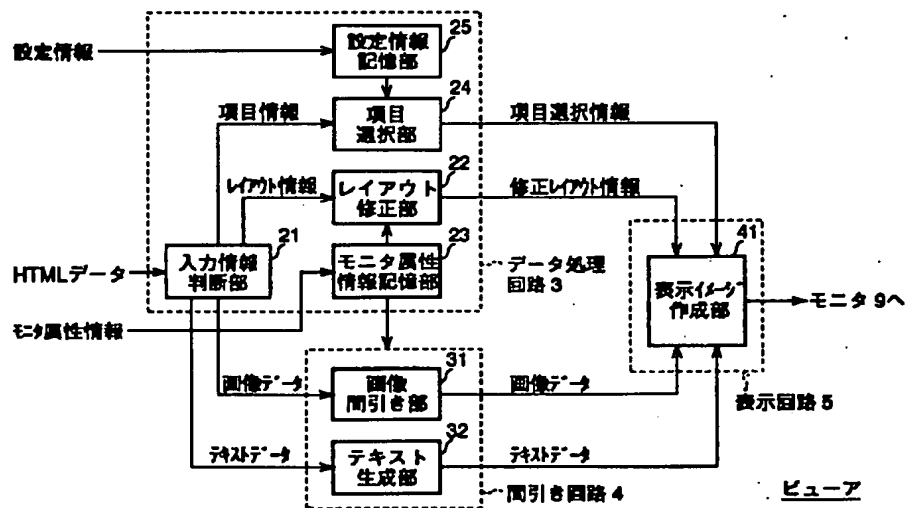 25
設定情報
設定情報
記憶部
24
項目情報
項目
選択部
項目選択情報
22
レイアウト情報
レイアウト
修正部
修正レイアウト情報
41
21
23
HTMLデータ
入力情報
判断部
モニタ属性
情報記憶部
データ処理
回路3
表示イメージ
作成部
モニタ9へ
モニタ属性情報
31
画像データ
画像
間引き部
画像データ
表示回路5
32
テキストデータ
テキスト
生成部
テキストデータ
間引き回路4
ビューア